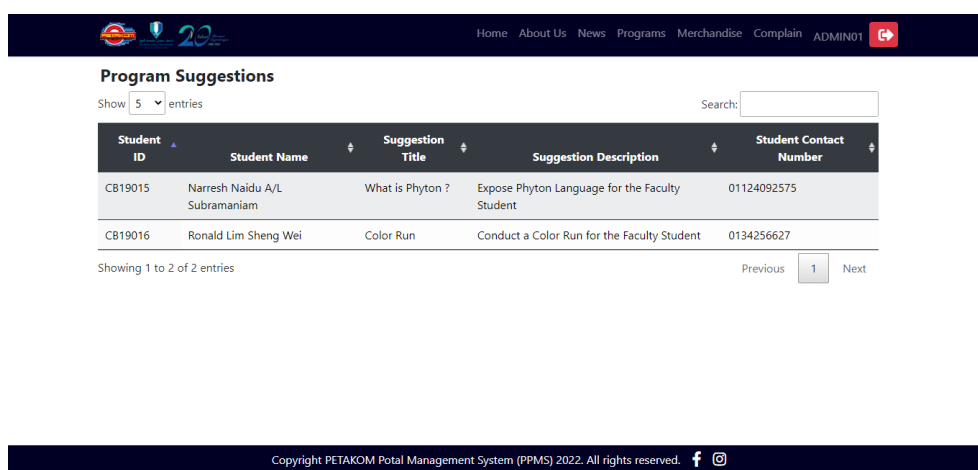 PETAKOM
20
Home About Us News Programs Merchandise Complain ADMIN01
Program Suggestions
Show 5 entries Search:
Student ID Student Name Suggestion Title Suggestion Description Student Contact Number
CB19015 Narresh Naidu A/L What is Phyton ? Expose Phyton Language for the Faculty 01124092575
Subramaniam Student
CB19016 Ronald Lim Sheng Wei Color Run Conduct a Color Run for the Faculty Student 0134256627
Showing 1 to 2 of 2 entries Previous 1 Next
Copyright PETAKOM Potal Management System (PPMS) 2022. All rights reserved.